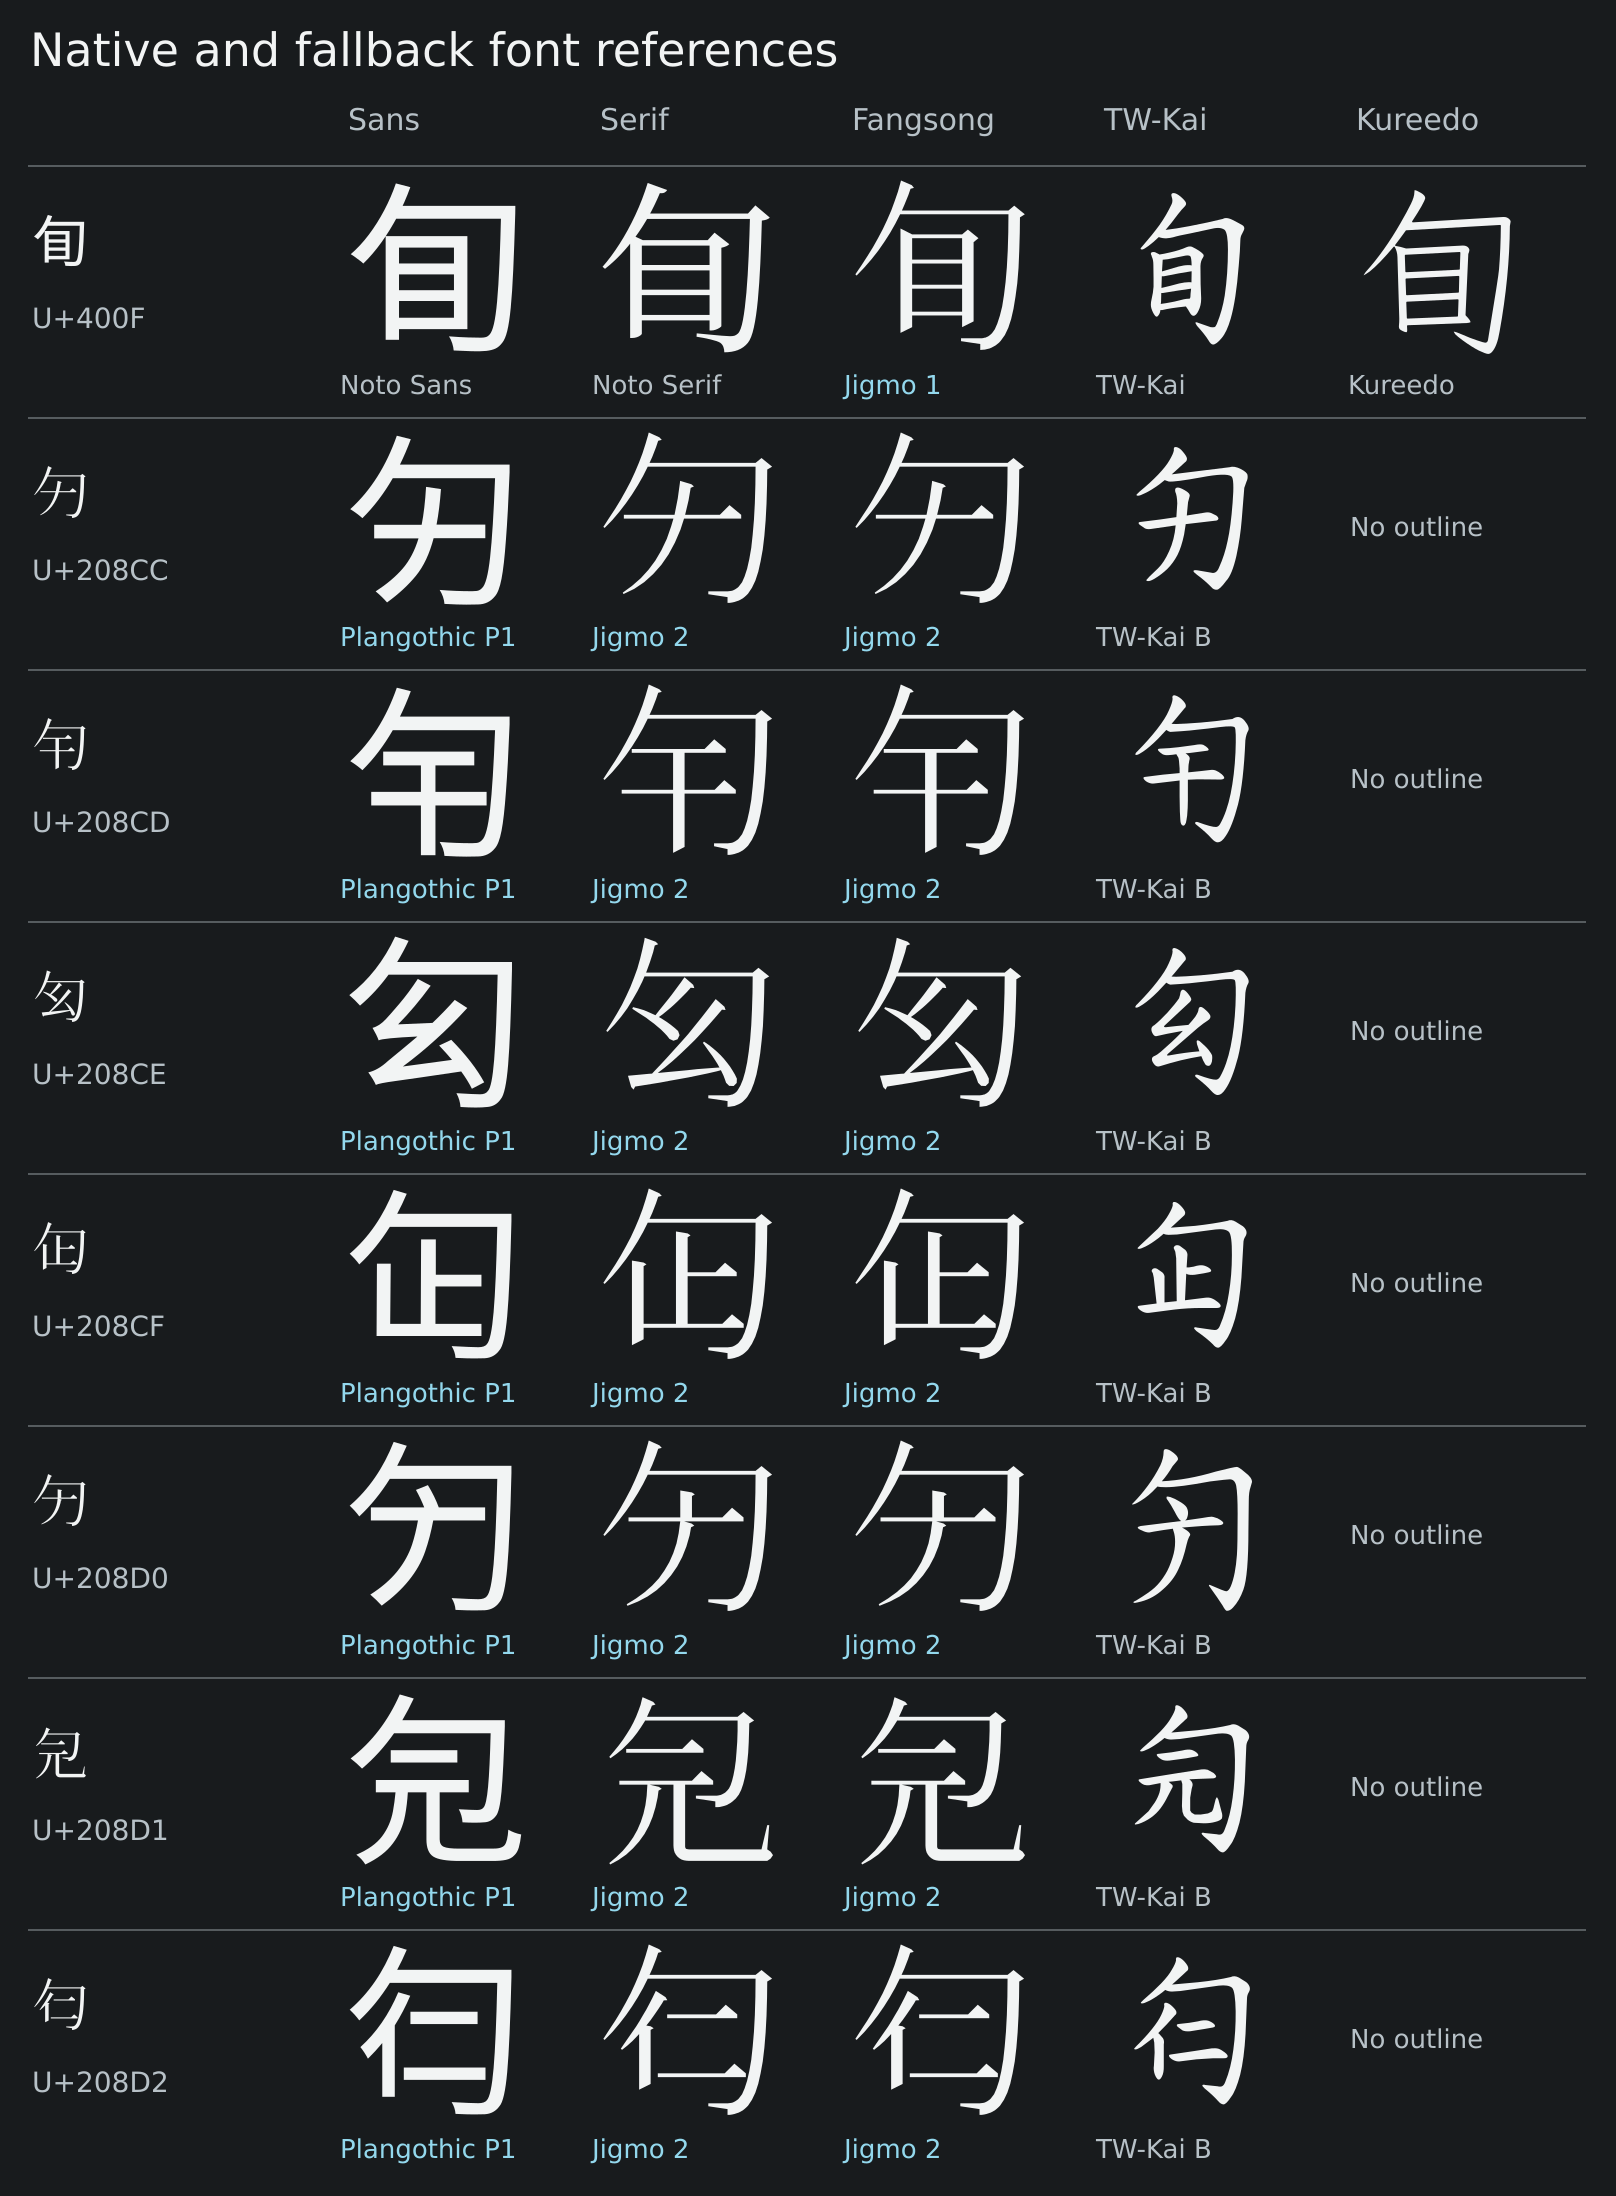 Native and fallback font references
Sans Serif Fangsong TW-Kai Kureedo
䀏 䀏 䀏 䀏 䀏 䀏
U+400F
Noto Sans Noto Serif Jigmo 1 TW-Kai Kureedo
𠣌 𠣌 𠣌 𠣌 𠣌 No outline
U+208CC
Plangothic P1 Jigmo 2 Jigmo 2 TW-Kai B
𠣍 𠣍 𠣍 𠣍 𠣍 No outline
U+208CD
Plangothic P1 Jigmo 2 Jigmo 2 TW-Kai B
𠣎 𠣎 𠣎 𠣎 𠣎 No outline
U+208CE
Plangothic P1 Jigmo 2 Jigmo 2 TW-Kai B
𠣏 𠣏 𠣏 𠣏 𠣏 No outline
U+208CF
Plangothic P1 Jigmo 2 Jigmo 2 TW-Kai B
𠣐 𠣐 𠣐 𠣐 𠣐 No outline
U+208D0
Plangothic P1 Jigmo 2 Jigmo 2 TW-Kai B
𠣑 𠣑 𠣑 𠣑 𠣑 No outline
U+208D1
Plangothic P1 Jigmo 2 Jigmo 2 TW-Kai B
𠣒 𠣒 𠣒 𠣒 𠣒 No outline
U+208D2
Plangothic P1 Jigmo 2 Jigmo 2 TW-Kai B